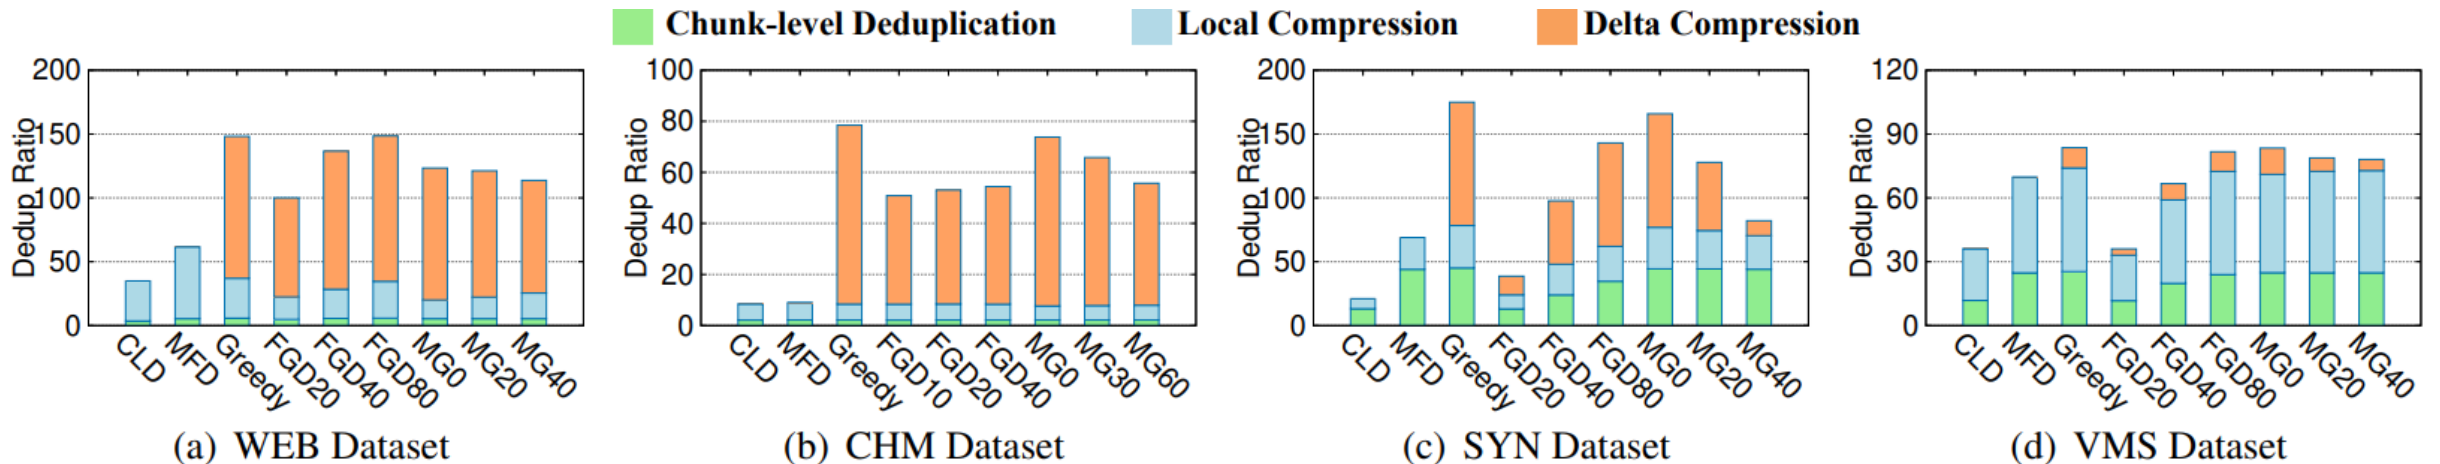 Chunk-level Deduplication Local Compression Delta Compression
Dedup Ratio
200
150
100
50
0
CLD MFD Greedy FGD20 FGD40 FGD80 MG0 MG20 MG40
(a) WEB Dataset
Dedup Ratio
100
80
60
40
20
0
CLD MFD Greedy FGD10 FGD20 FGD40 MG0 MG30 MG60
(b) CHM Dataset
Dedup Ratio
200
150
100
50
0
CLD MFD Greedy FGD20 FGD40 FGD80 MG0 MG20 MG40
(c) SYN Dataset
Dedup Ratio
120
90
60
30
0
CLD MFD Greedy FGD20 FGD40 FGD80 MG0 MG20 MG40
(d) VMS Dataset